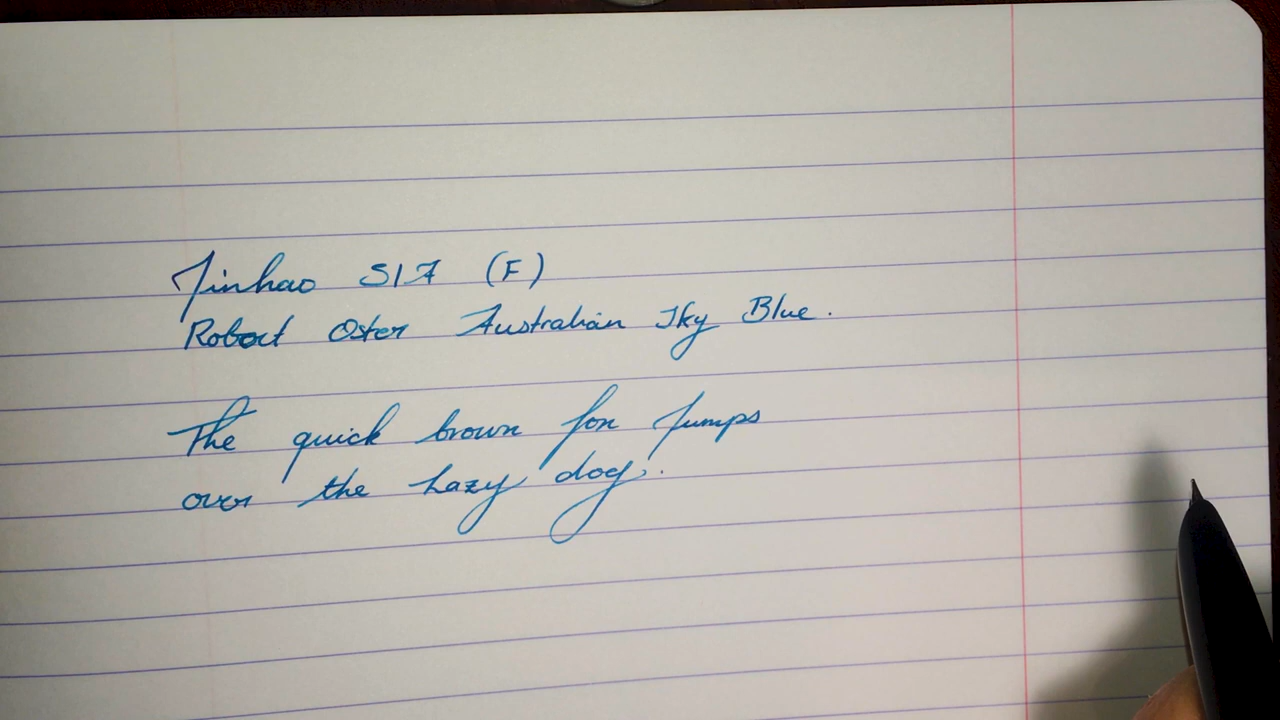 Jinhao 51A (F)
Robert Oster Australian Sky Blue.
The quick brown fox jumps
over the lazy dog.